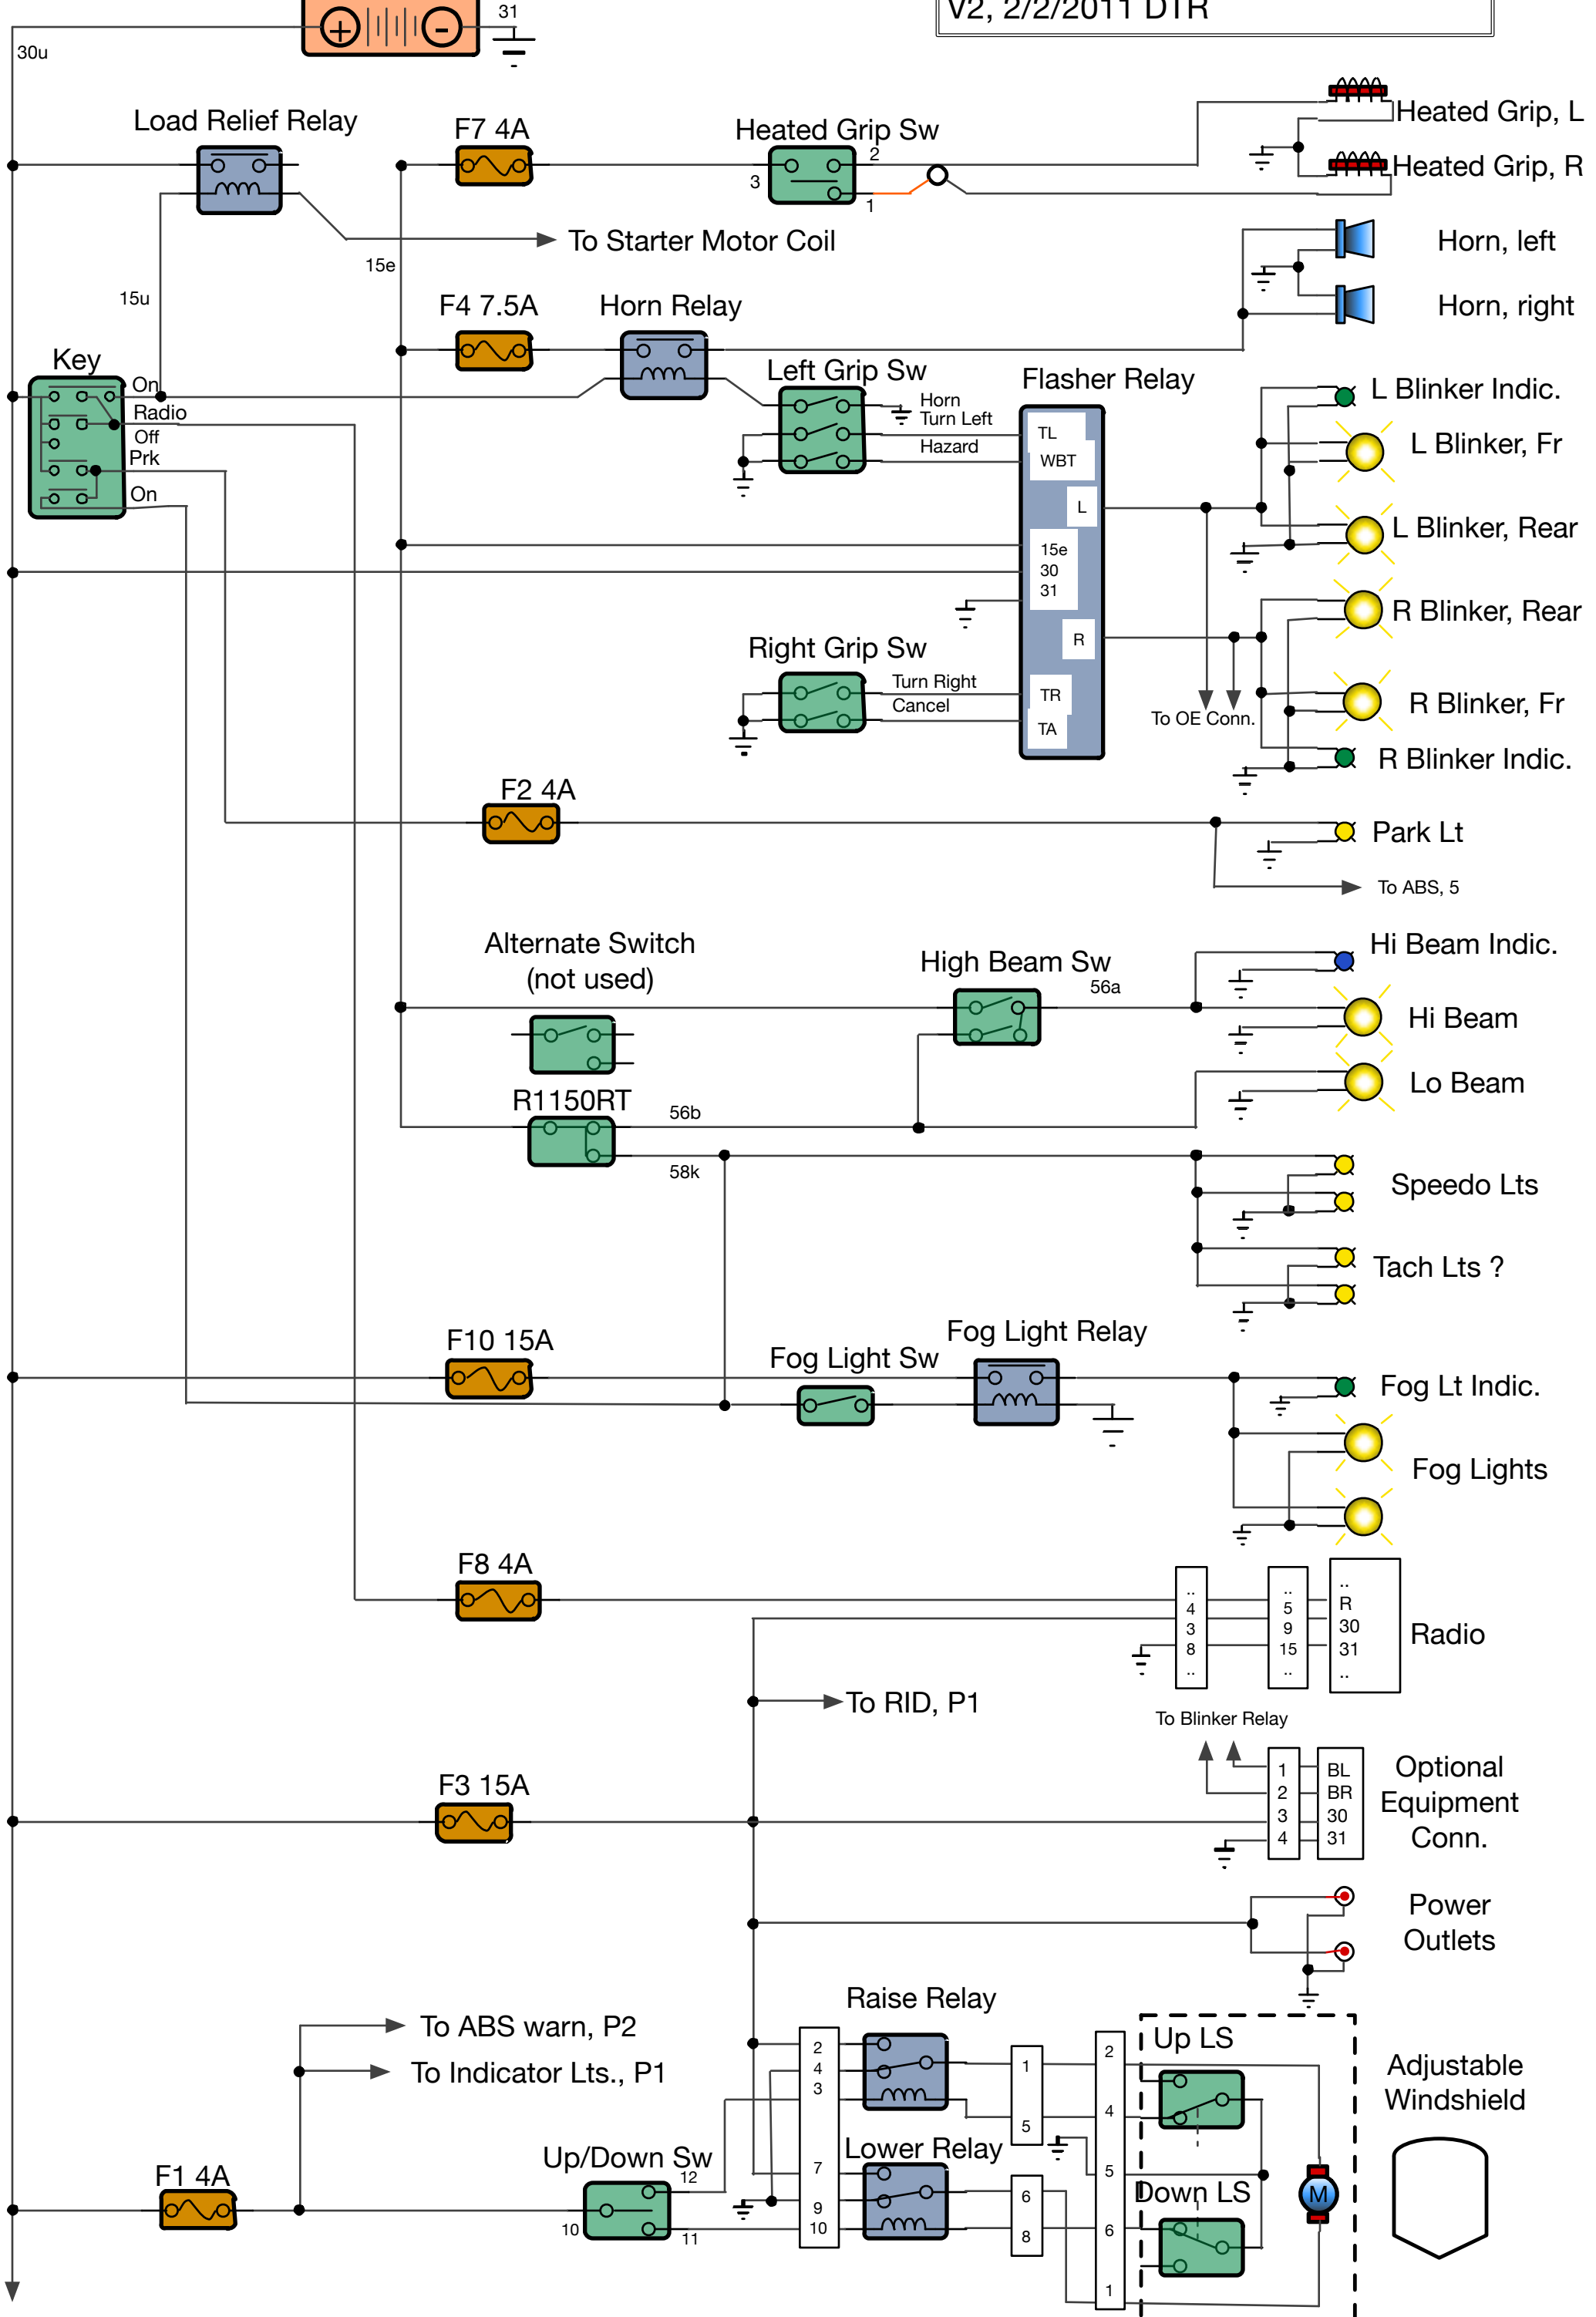 31
V2, 2/2/2011 DTR
30u
Load Relief Relay
F7 4A
Heated Grip Sw
2
3
1
Heated Grip, L
Heated Grip, R
To Starter Motor Coil
15e
15u
Horn, left
Horn, right
F4 7.5A
Horn Relay
Key
On
Radio
Off
Prk
On
Left Grip Sw
Horn
Turn Left
Hazard
Flasher Relay
TL
WBT
L
15e
30
31
R
TR
TA
L Blinker Indic.
L Blinker, Fr
L Blinker, Rear
R Blinker, Rear
R Blinker, Fr
R Blinker Indic.
Right Grip Sw
Turn Right
Cancel
To OE Conn.
F2 4A
Park Lt
To ABS, 5
Alternate Switch
(not used)
High Beam Sw
56a
Hi Beam Indic.
Hi Beam
Lo Beam
R1150RT
56b
58k
Speedo Lts
Tach Lts ?
F10 15A
Fog Light Sw
Fog Light Relay
Fog Lt Indic.
Fog Lights
F8 4A
..
4
3
8
..
..
5
9
15
..
..
R
30
31
..
Radio
To RID, P1
To Blinker Relay
F3 15A
1
2
3
4
BL
BR
30
31
Optional
Equipment
Conn.
Power
Outlets
To ABS warn, P2
To Indicator Lts., P1
F1 4A
Up/Down Sw
12
10
11
Raise Relay
2
4
3
7
9
10
Lower Relay
1
5
6
8
2
4
5
6
1
Up LS
Down LS
M
Adjustable
Windshield